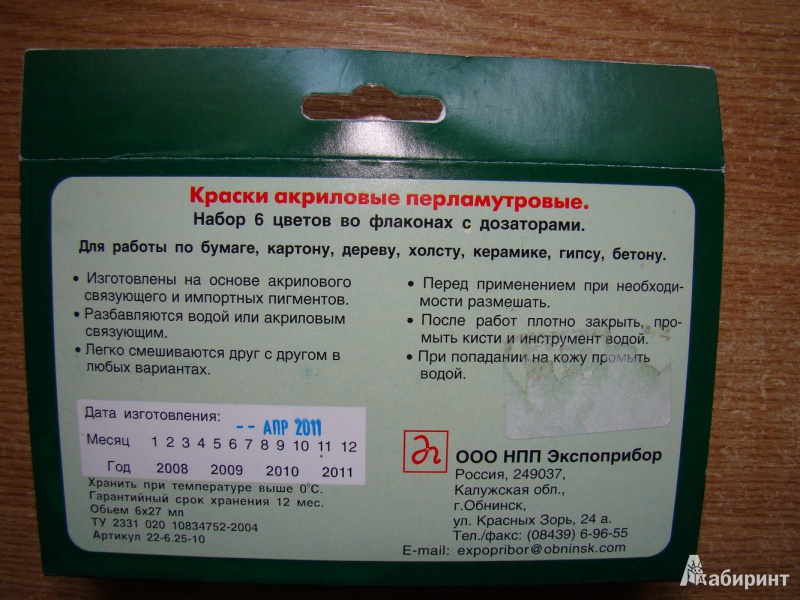 Краски акриловые перламутровые.
Набор 6 цветов во флаконах с дозаторами.
Для работы по бумаге, картону, дереву, холсту, керамике, гипсу, бетону.
• Изготовлены на основе акрилового
связующего и импортных пигментов.
• Разбавляются водой или акриловым
связующим.
• Легко смешиваются друг с другом в
любых вариантах.
• Перед применением при необходи-
мости размешать.
• После работ плотно закрыть, про-
мыть кисти и инструмент водой.
• При попадании на кожу промыть
водой.
Дата изготовления:
-- АПР 2011
Месяц 1 2 3 4 5 6 7 8 9 10 11 12
Год 2008 2009 2010 2011
Хранить при температуре выше 0°С.
Гарантийный срок хранения 12 мес.
Обьем 6х27 мл
ТУ 2331 020 10834752-2004
Артикул 22-6.25-10
ООО НПП Экспоприбор
Россия, 249037,
Калужская обл.,
г.Обнинск,
ул. Красных Зорь, 24 а.
Тел./факс: (08439) 6-96-55
E-mail: expopribor@obninsk.com
Лабиринт